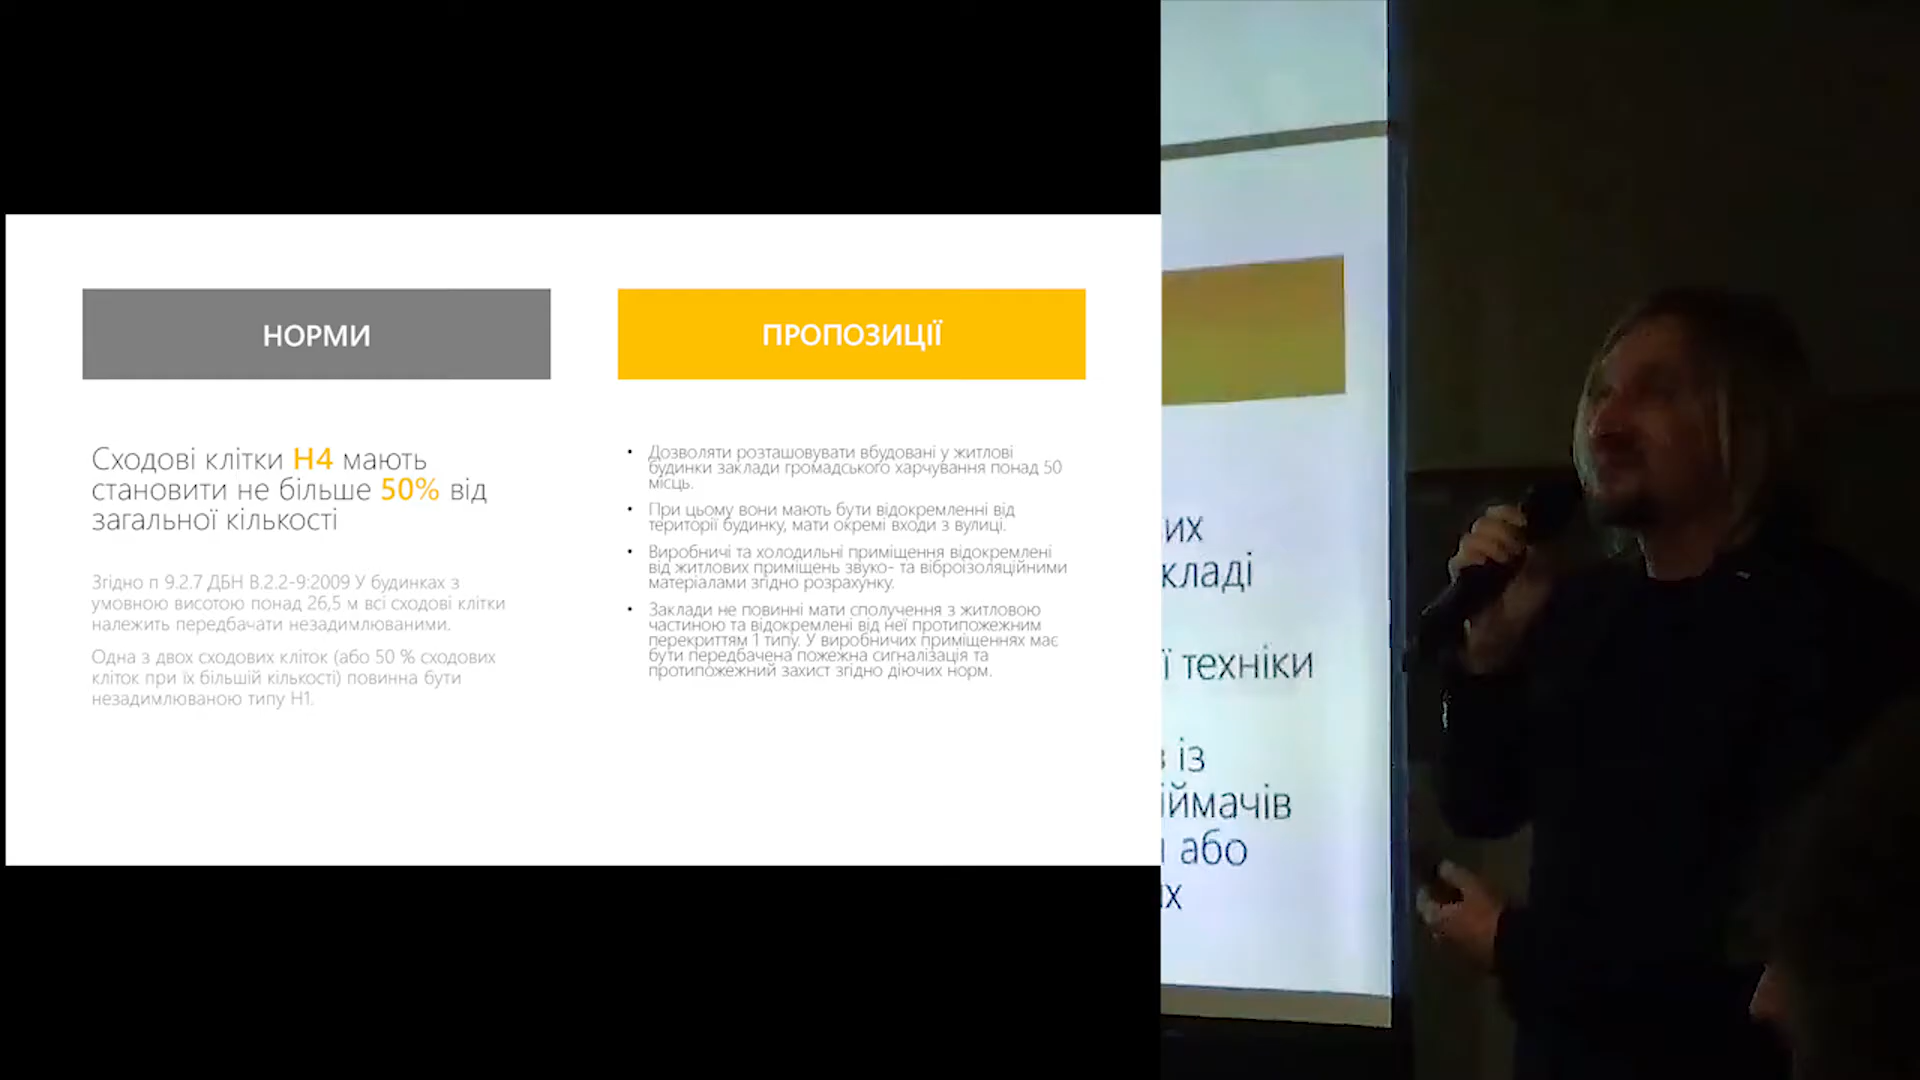 НОРМИ
Сходові клітки Н4 мають
становити не більше 50% від
загальної кількості
Згідно п 9.2.7 ДБН В.2.2-9:2009 У будинках з
умовною висотою понад 26,5 м всі сходові клітки
належить передбачати незадимлюваними.
Одна з двох сходових кліток (або 50 % сходових
кліток при їх більшій кількості) повинна бути
незадимлюваною типу Н1.
ПРОПОЗИЦІЇ
• Дозволяти розташовувати вбудовані у житлові
будинки заклади громадського харчування понад 50
місць.
• При цьому вони мають бути відокремленні від
території будинку, мати окремі входи з вулиці.
• Виробничі та холодильні приміщення відокремлені
від житлових приміщень звуко- та віброізоляційними
матеріалами згідно розрахунку.
• Заклади не повинні мати сполучення з житловою
частиною та відокремлені від неї протипожежним
перекриттям 1 типу. У виробничих приміщеннях має
бути передбачена пожежна сигналізація та
протипожежний захист згідно діючих норм.
их
кладі
ї техніки
в із
іймачів
або
их